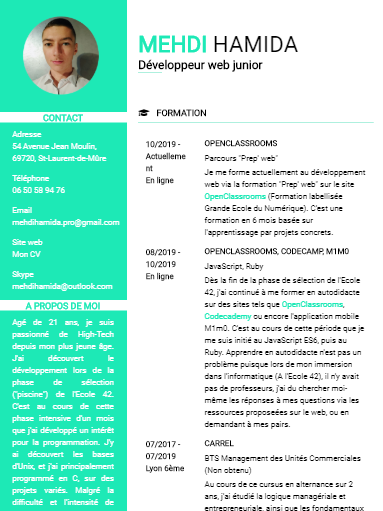 MEHDI HAMIDA
Développeur web junior
CONTACT
Adresse
54 Avenue Jean Moulin,
69720, St-Laurent-de-Mûre
Téléphone
06 50 58 94 76
Email
mehdihamida.pro@gmail.com
Site web
Mon CV
Skype
mehdihamida@outlook.com
A PROPOS DE MOI
Agé de 21 ans, je suis
passionné de High-Tech
depuis mon plus jeune âge.
J'ai découvert le
développement lors de la
phase de sélection
("piscine") de l'Ecole 42.
C'est au cours de cette
phase intensive d'un mois
que j'ai développé un intérêt
pour la programmation. J'y
ai découvert les bases
d'Unix, et j'ai principalement
programmé en C, sur des
projets variés. Malgré la
difficulté et l'intensité de
FORMATION
10/2019 -
Actuelleme
nt
En ligne
OPENCLASSROOMS
Parcours "Prep' web"
Je me forme actuellement au développement
web via la formation "Prep' web" sur le site
OpenClassrooms (Formation labellisée
Grande Ecole du Numérique). C'est une
formation en 6 mois basée sur
l'apprentissage par projets concrets.
08/2019 -
10/2019
En ligne
OPENCLASSROOMS, CODECAMP, M1M0
JavaScript, Ruby
Dès la fin de la phase de sélection de l'Ecole
42, j'ai continué à me former en autodidacte
sur des sites tels que OpenClassrooms,
Codecademy ou encore l'application mobile
M1m0. C'est au cours de cette période que je
me suis initié au JavaScript ES6, puis au
Ruby. Apprendre en autodidacte n'est pas un
problème puisque lors de mon immersion
dans l'informatique (A l'Ecole 42), il n'y avait
pas de professeurs, j'ai du chercher moi-
même les réponses à mes questions via les
ressources proposeées sur le web, ou en
demandant à mes pairs.
07/2017 -
07/2019
Lyon 6ème
CARREL
BTS Management des Unités Commerciales
(Non obtenu)
Au cours de ce cursus en alternance sur 2
ans, j'ai étudié la logique managériale et
entrepreneuriale, ainsi que les fondamentaux